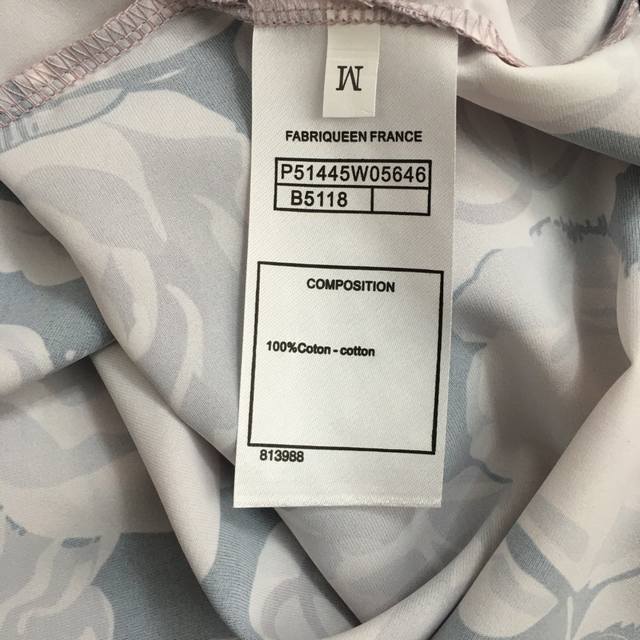 M
FABRIQUEEN FRANCE
P51445W05646
B5118
COMPOSITION
100%Coton - cotton
813988